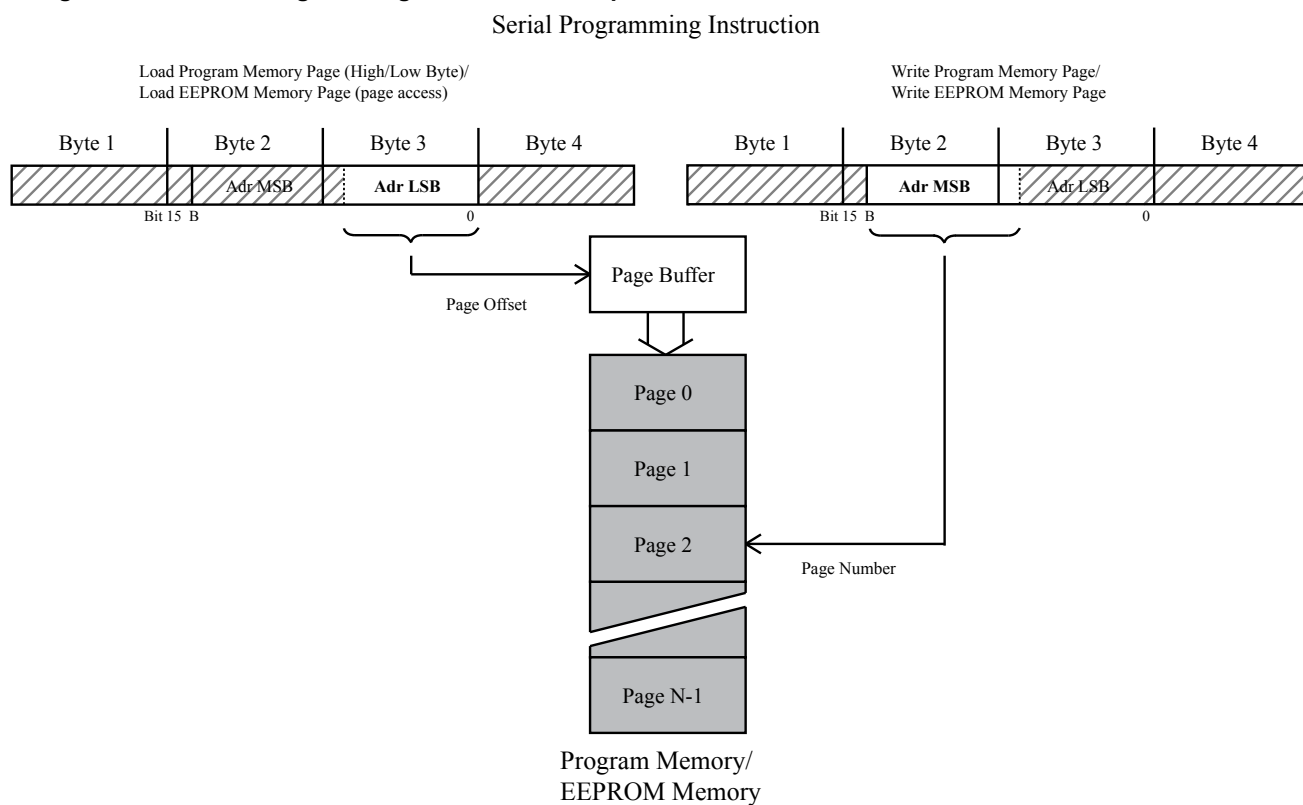 Serial Programming Instruction
Load Program Memory Page (High/Low Byte)/
Load EEPROM Memory Page (page access)
Write Program Memory Page/
Write EEPROM Memory Page
Byte 1
Byte 2
Byte 3
Byte 4
Byte 1
Byte 2
Byte 3
Byte 4
Adr MSB
Adr LSB
Adr MSB
Adr LSB
Bit 15 B
0
Bit 15 B
0
Page Buffer
Page Offset
Page 0
Page 1
Page 2
Page Number
Page N-1
Program Memory/
EEPROM Memory